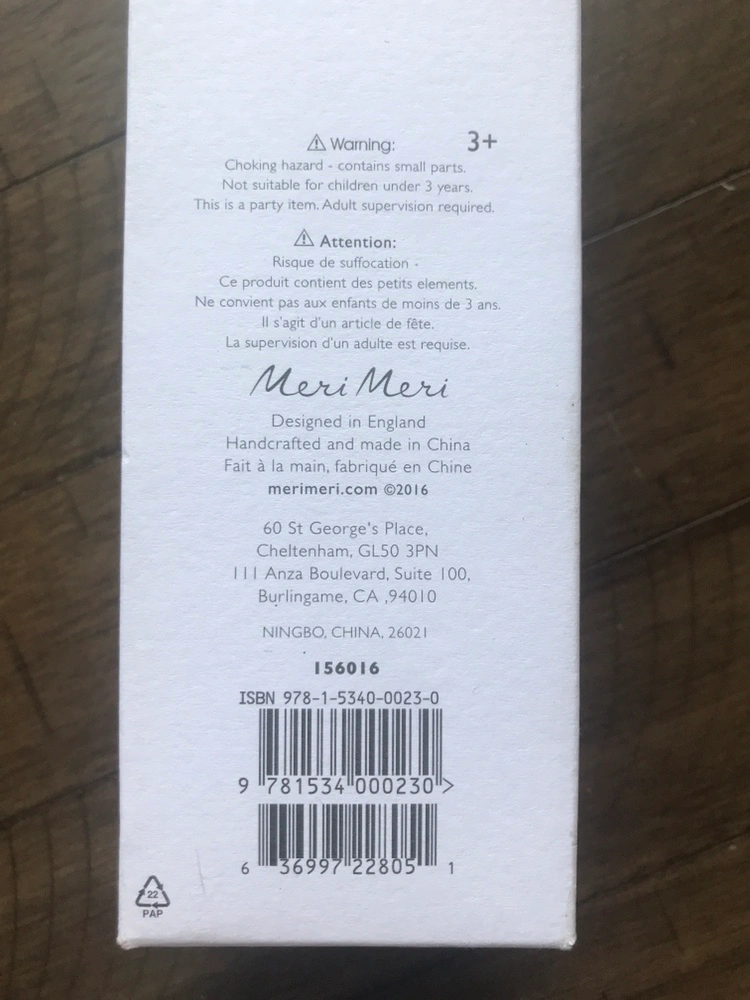 ⚠ Warning: 3+
Choking hazard - contains small parts.
Not suitable for children under 3 years.
This is a party item. Adult supervision required.
⚠ Attention:
Risque de suffocation -
Ce produit contient des petits elements.
Ne convient pas aux enfants de moins de 3 ans.
Il s'agit d'un article de fête.
La supervision d'un adulte est requise.
Meri Meri
Designed in England
Handcrafted and made in China
Fait à la main, fabriqué en Chine
merimeri.com ©2016
60 St George's Place,
Cheltenham, GL50 3PN
111 Anza Boulevard, Suite 100,
Burlingame, CA ,94010
NINGBO, CHINA, 26021
156016
ISBN 978-1-5340-0023-0
9 781534 000230 >
6 36997 22805 1
22
PAP